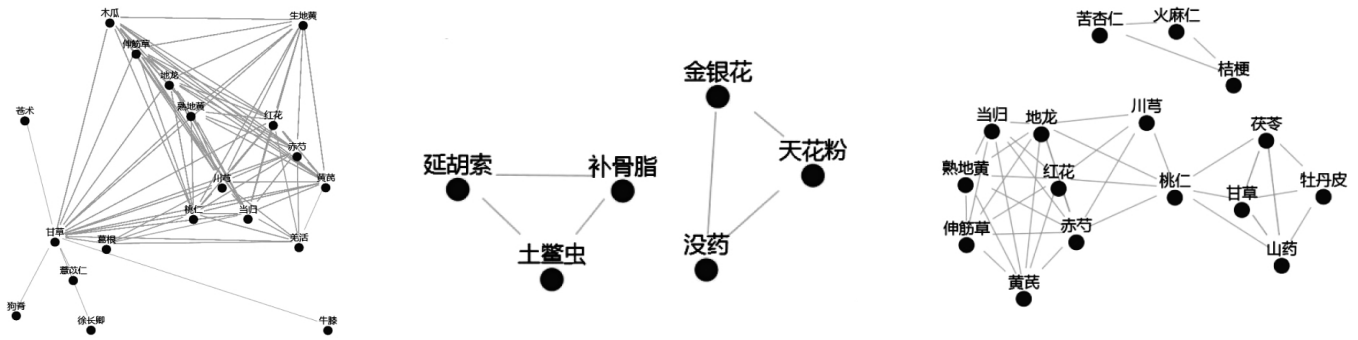 木瓜
生地黄
伸筋草
地龙
熟地黄
红花
苍术
赤芍
川芎
黄芪
桃仁
当归
甘草
葛根
羌活
薏苡仁
狗脊
徐长卿
牛膝
延胡索
补骨脂
土鳖虫
金银花
天花粉
没药
苦杏仁
火麻仁
桔梗
当归
地龙
川芎
茯苓
熟地黄
红花
桃仁
甘草
牡丹皮
伸筋草
赤芍
山药
黄芪